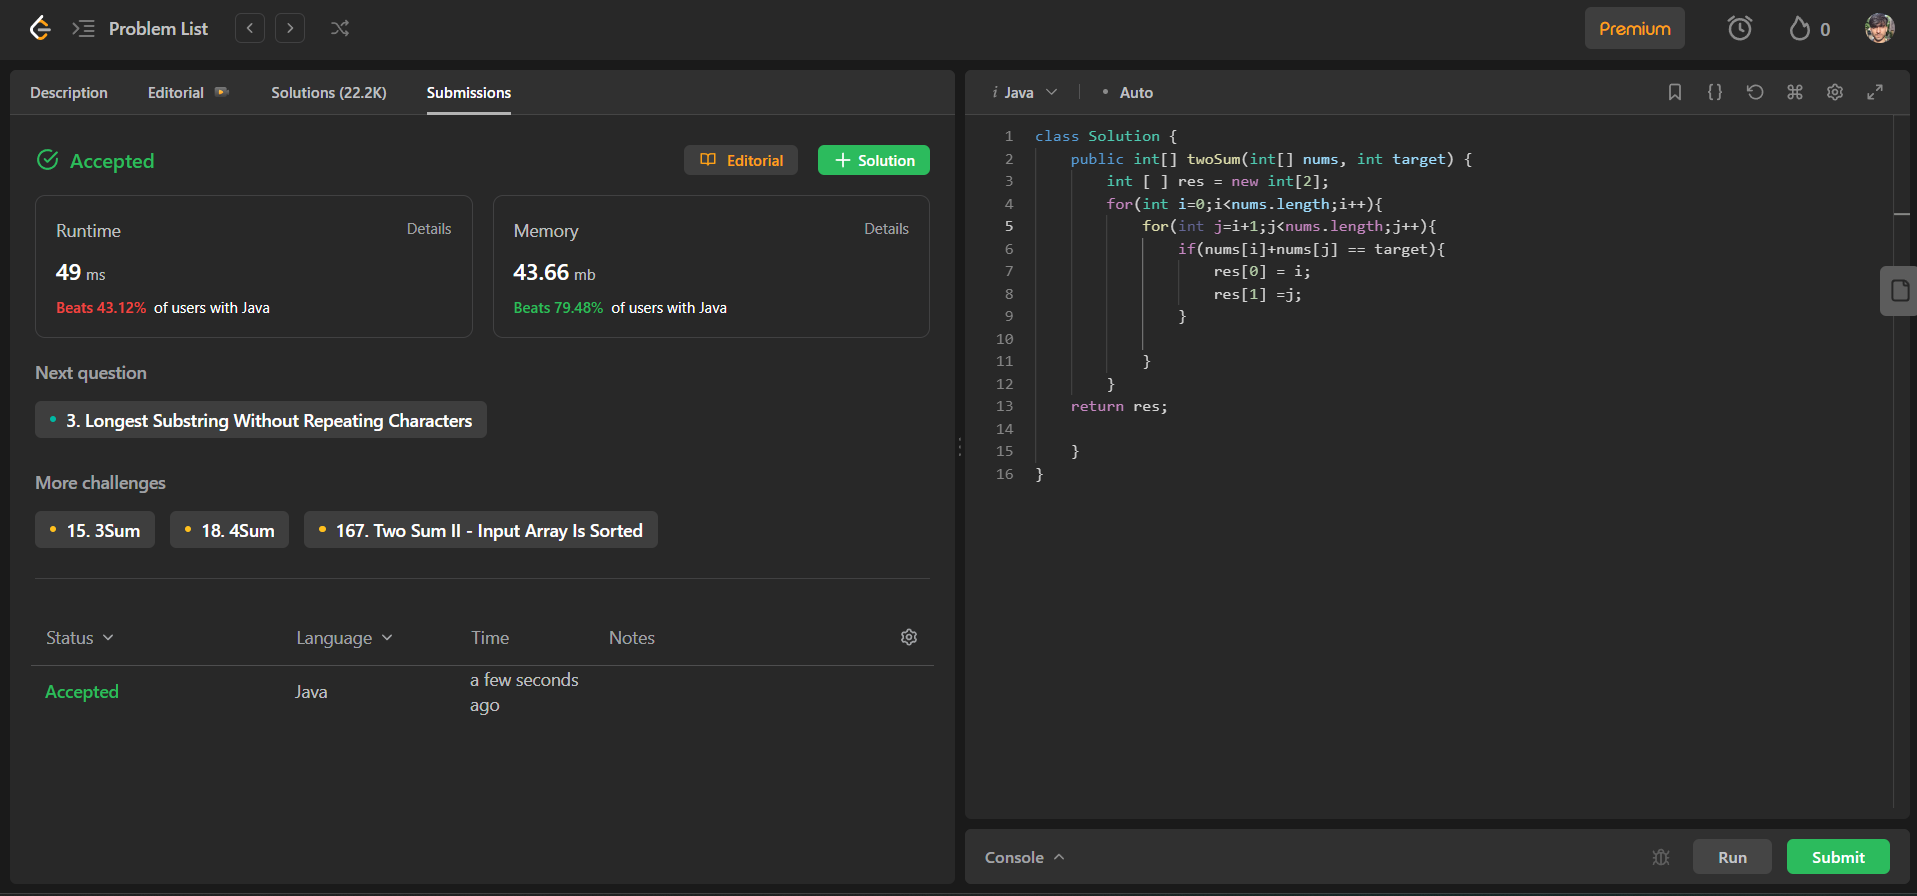 Problem List
Premium
0
Description Editorial Solutions (22.2K) Submissions
Accepted
Editorial
+ Solution
Runtime Details
49 ms
Beats 43.12% of users with Java
Memory Details
43.66 mb
Beats 79.48% of users with Java
Next question
3. Longest Substring Without Repeating Characters
More challenges
15. 3Sum
18. 4Sum
167. Two Sum II - Input Array Is Sorted
Status Language Time Notes
Accepted Java a few seconds
ago
i Java • Auto
1 class Solution {
2 public int[] twoSum(int[] nums, int target) {
3 int [ ] res = new int[2];
4 for(int i=0;i<nums.length;i++){
5 for(int j=i+1;j<nums.length;j++){
6 if(nums[i]+nums[j] == target){
7 res[0] = i;
8 res[1] =j;
9 }
10
11 }
12 }
13 return res;
14
15 }
16 }
Console
Run
Submit